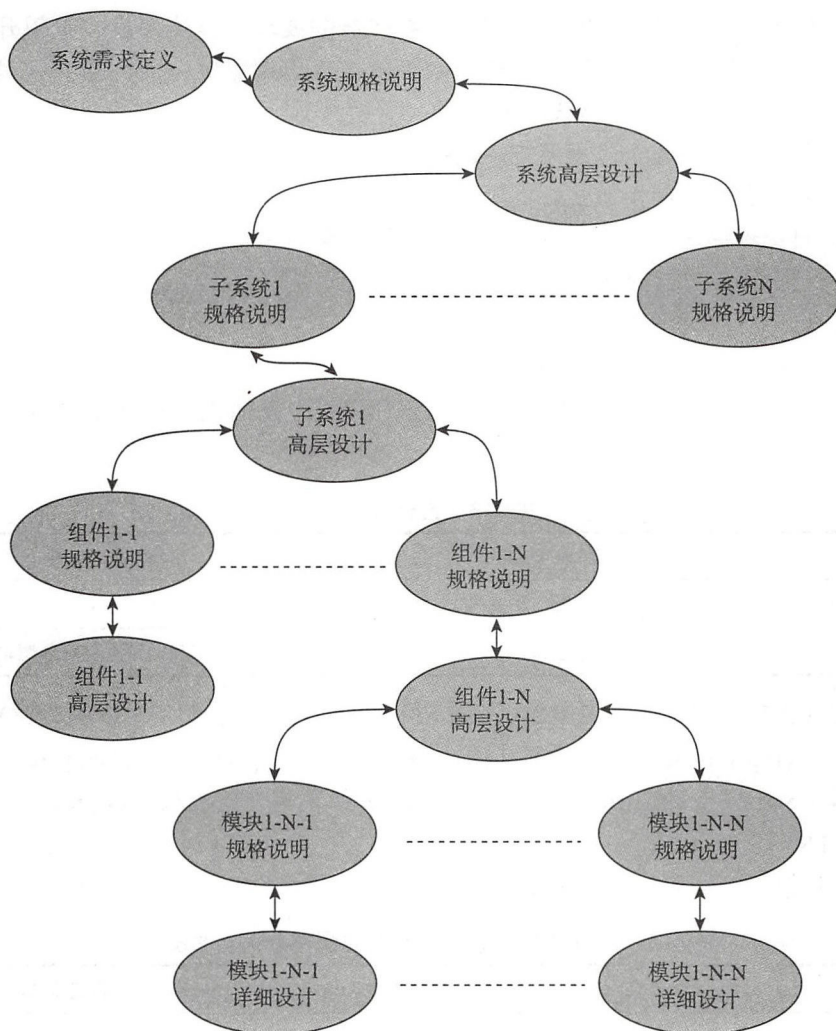 系统需求定义
系统规格说明
系统高层设计
子系统1
规格说明
子系统N
规格说明
子系统1
高层设计
组件1-1
规格说明
组件1-N
规格说明
组件1-1
高层设计
组件1-N
高层设计
模块1-N-1
规格说明
模块1-N-N
规格说明
模块1-N-1
详细设计
模块1-N-N
详细设计